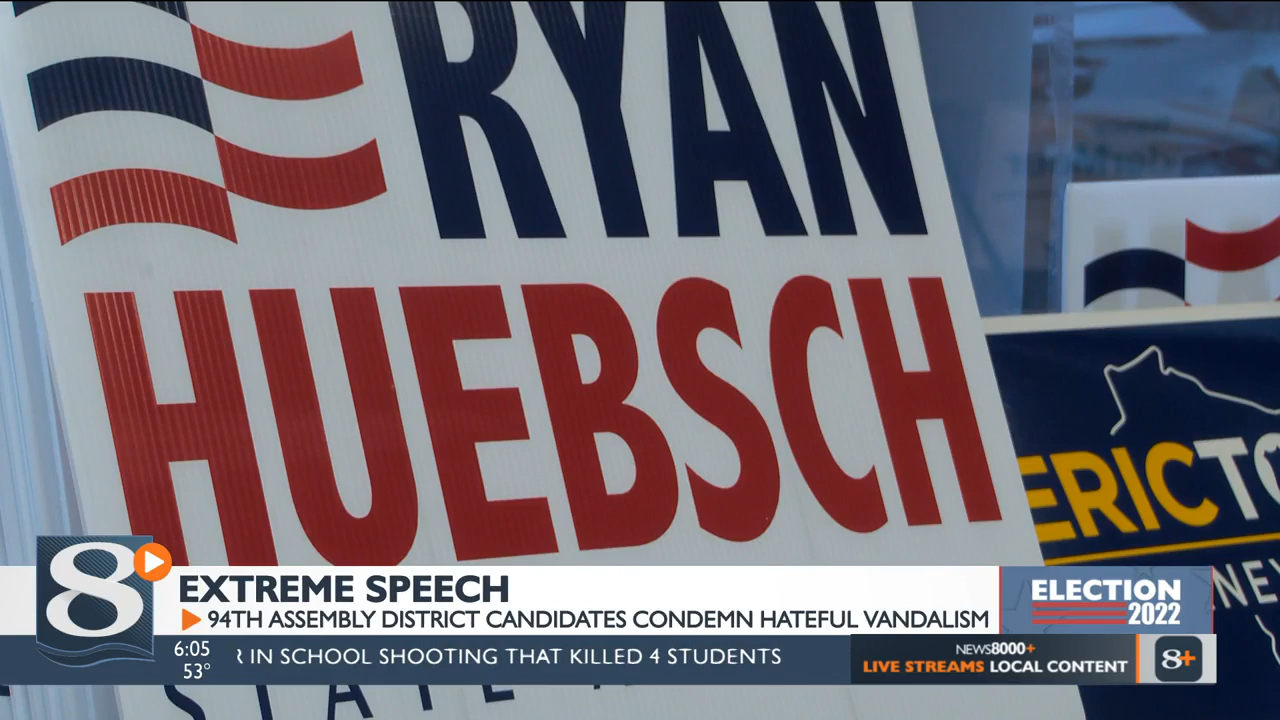 RYAN
HUEBSCH
ERIC
8
EXTREME SPEECH
94TH ASSEMBLY DISTRICT CANDIDATES CONDEMN HATEFUL VANDALISM
ELECTION
2022
6:05
53°
R IN SCHOOL SHOOTING THAT KILLED 4 STUDENTS
NEWS8000+
LIVE STREAMS LOCAL CONTENT
8+
STATE